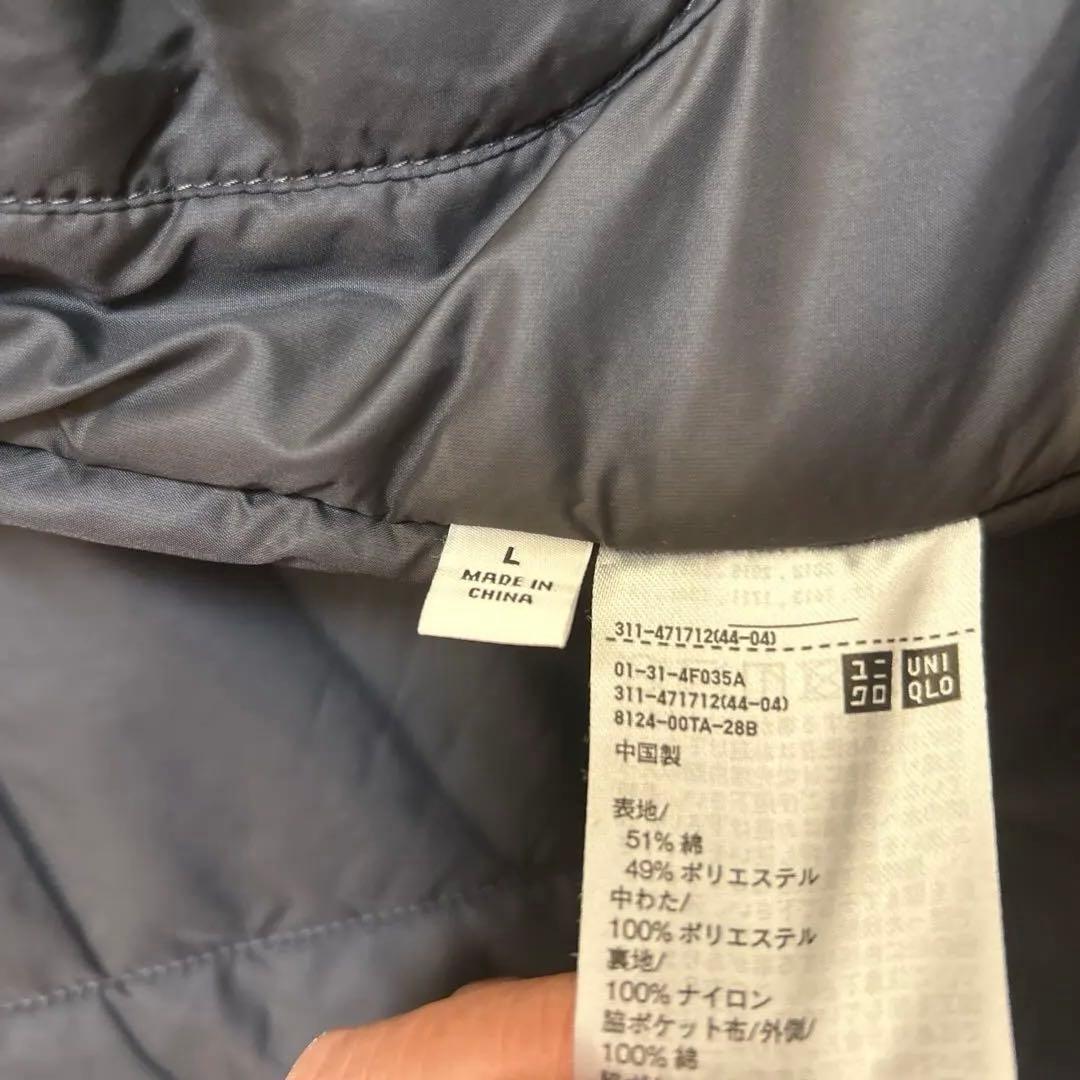 L
MADE IN
CHINA
311-471712(44-04)
01-31-4F035A
311-471712(44-04)
8124-00TA-28B
中国製
ユニ
クロ
UNI
QLO
表地/
51% 綿
49% ポリエステル
中わた/
100% ポリエステル
裏地/
100% ナイロン
脇ポケット布/外側/
100% 綿